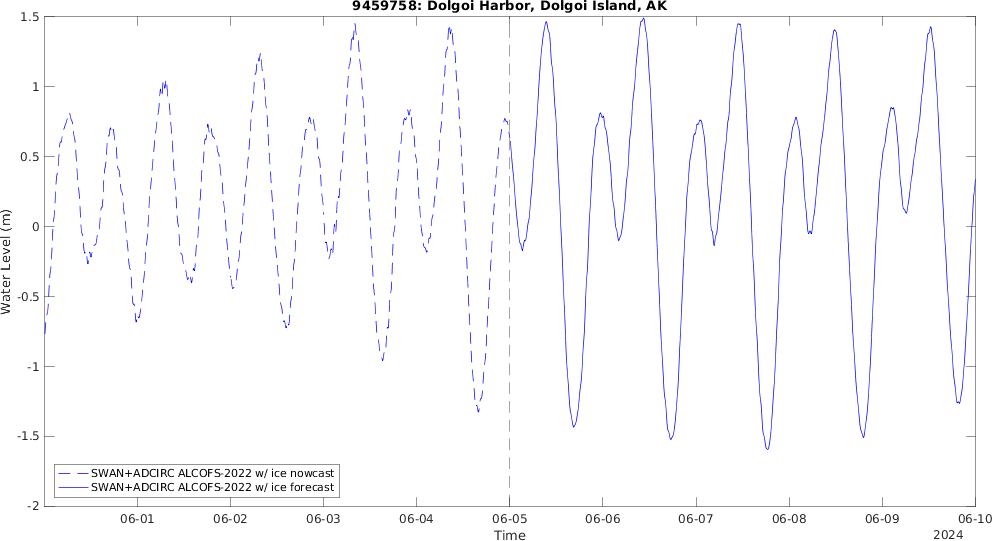 9459758: Dolgoi Harbor, Dolgoi Island, AK
1.5
1
0.5
0
-0.5
-1
-1.5
-2
Water Level (m)
SWAN+ADCIRC ALCOFS-2022 w/ ice nowcast
SWAN+ADCIRC ALCOFS-2022 w/ ice forecast
06-01 06-02 06-03 06-04 06-05 06-06 06-07 06-08 06-09 06-10
Time
2024